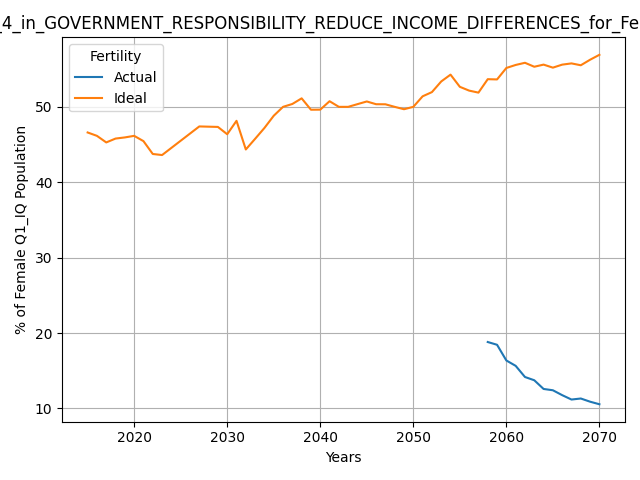 _4_in_GOVERNMENT_RESPONSIBILITY_REDUCE_INCOME_DIFFERENCES_for_Fe
Fertility
Actual
Ideal
% of Female Q1_IQ Population
50
40
30
20
10
2020 2030 2040 2050 2060 2070
Years